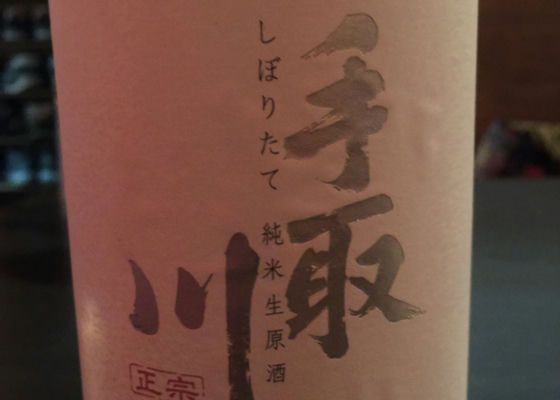 手取
しぼりたて 純米生原酒
川
正宗